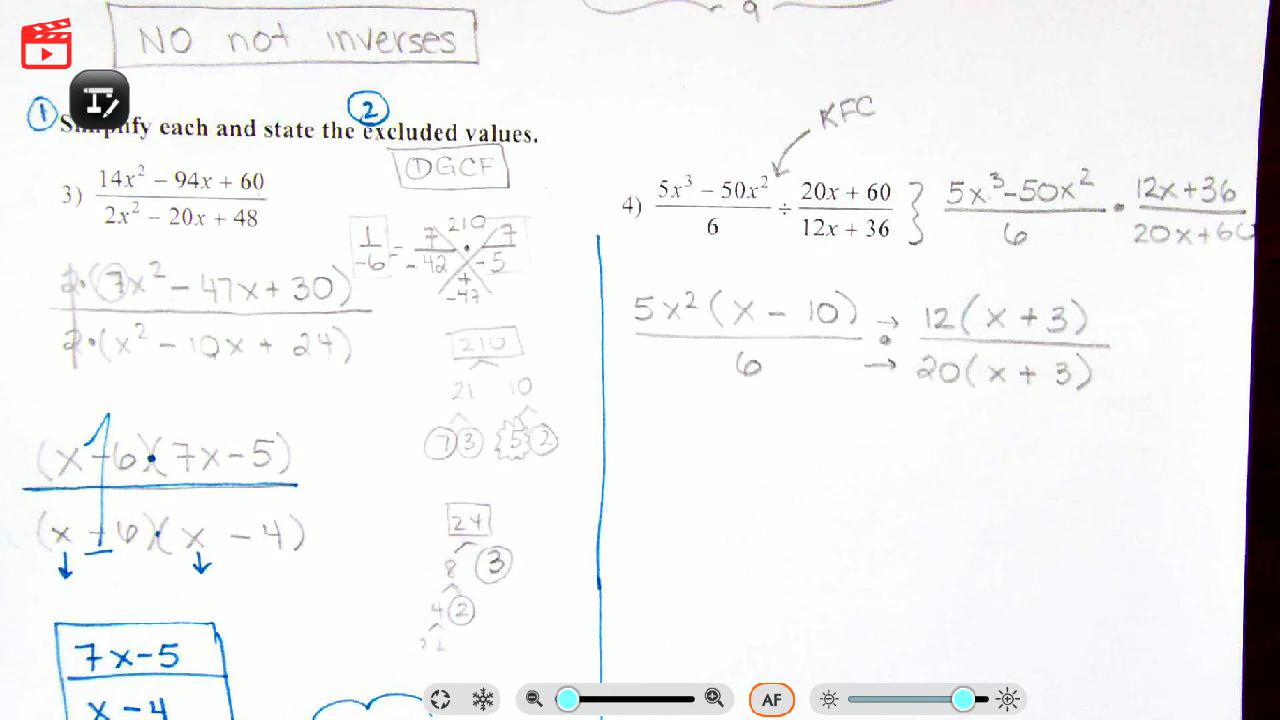 9
NO not inverses
① ②
Simplify each and state the excluded values.
① GCF
KFC
3) 14x² − 94x + 60
2x² − 20x + 48
2·(7x² − 47x + 30)
2·(x² − 10x + 24)
(x − 6)·(7x − 5)
(x − 6)·(x − 4)
7x − 5
x − 4
1/-6 = 7/-42 · 7/-5
210
+
-47
210
21 10
7 3 5 2
24
8 3
4 2
4) 5x³ − 50x² / 6 ÷ 20x + 60 / 12x + 36 } 5x³ − 50x² / 6 · 12x + 36 / 20x + 60
5x²(x − 10) → 12(x + 3)
6 → 20(x + 3)
AF